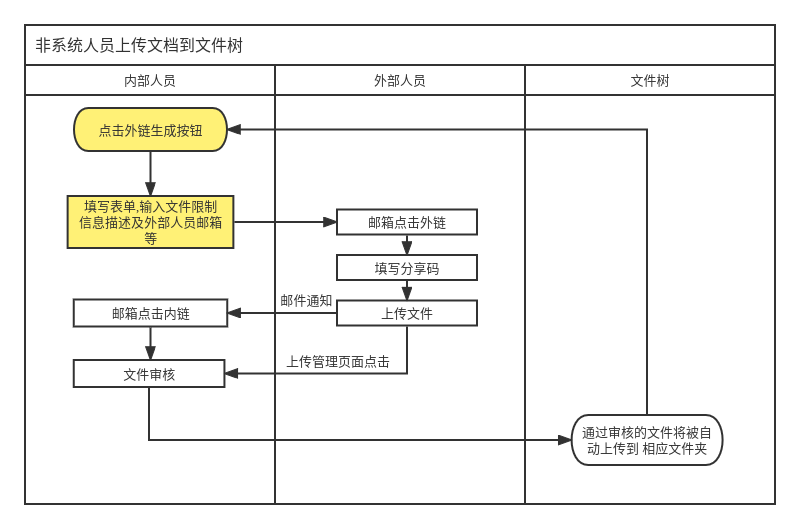 非系统人员上传文档到文件树
内部人员
外部人员
文件树
点击外链生成按钮
填写表单,输入文件限制
信息描述及外部人员邮箱
等
邮箱点击外链
填写分享码
邮件通知
上传文件
邮箱点击内链
上传管理页面点击
文件审核
通过审核的文件将被自
动上传到 相应文件夹